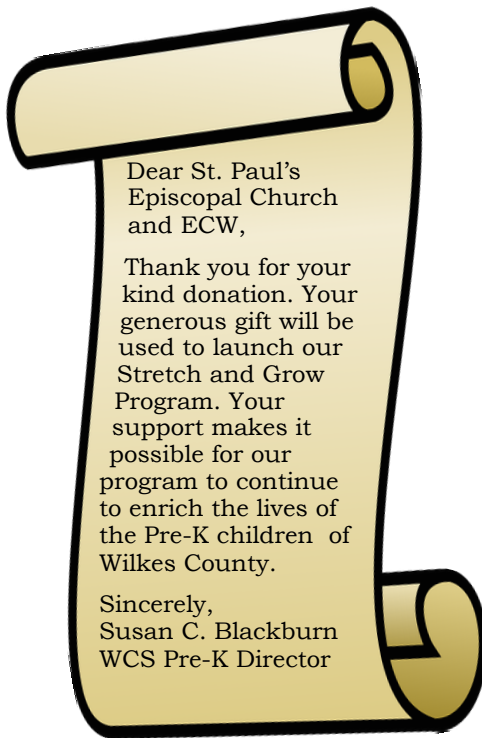 Dear St. Paul’s
Episcopal Church
and ECW,
Thank you for your
kind donation. Your
generous gift will be
used to launch our
Stretch and Grow
Program. Your
support makes it
possible for our
program to continue
to enrich the lives of
the Pre-K children  of
Wilkes County.
Sincerely,
Susan C. Blackburn
WCS Pre-K Director